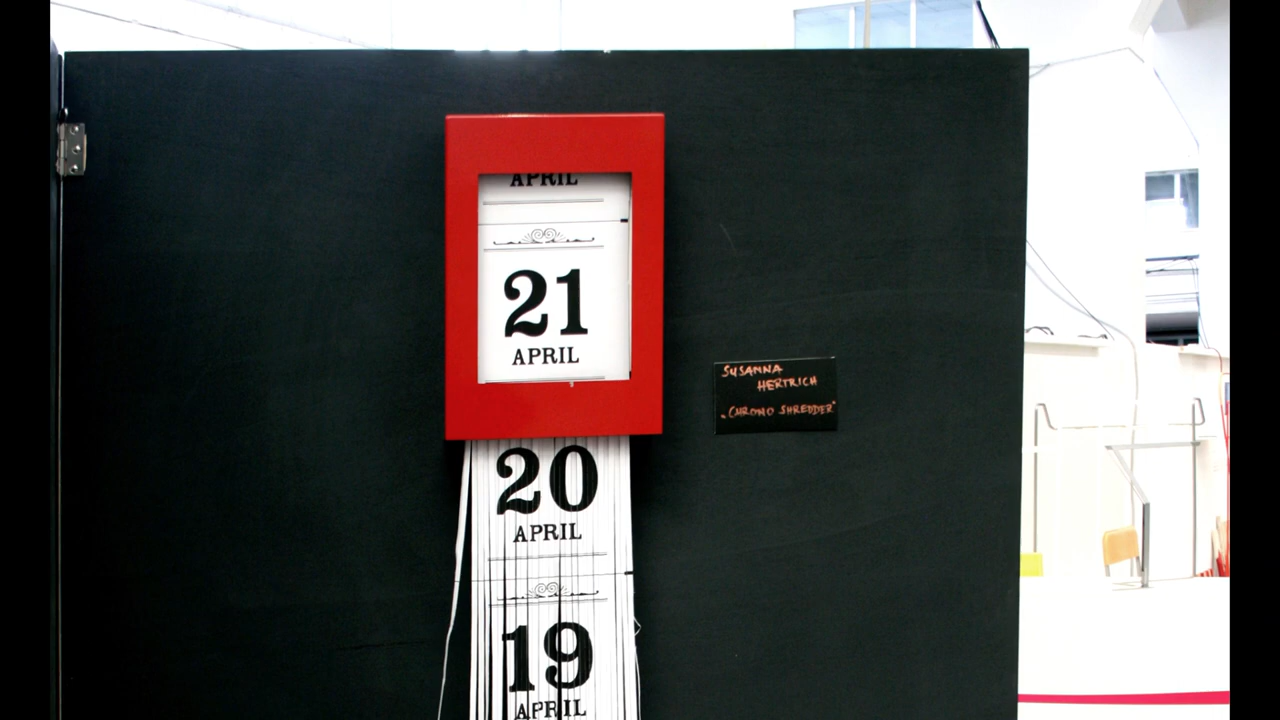 APRIL
21
APRIL
20
APRIL
19
APRIL
SUSANNA
HERTRICH
„CHRONO SHREDDER"